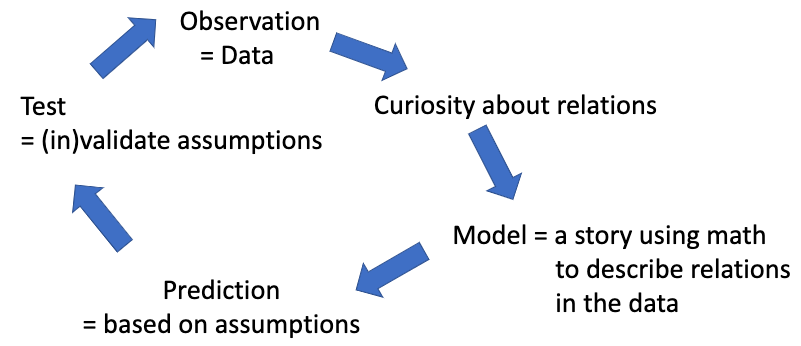 Observation
= Data
Curiosity about relations
Model = a story using math
to describe relations
in the data
Prediction
= based on assumptions
Test
= (in)validate assumptions